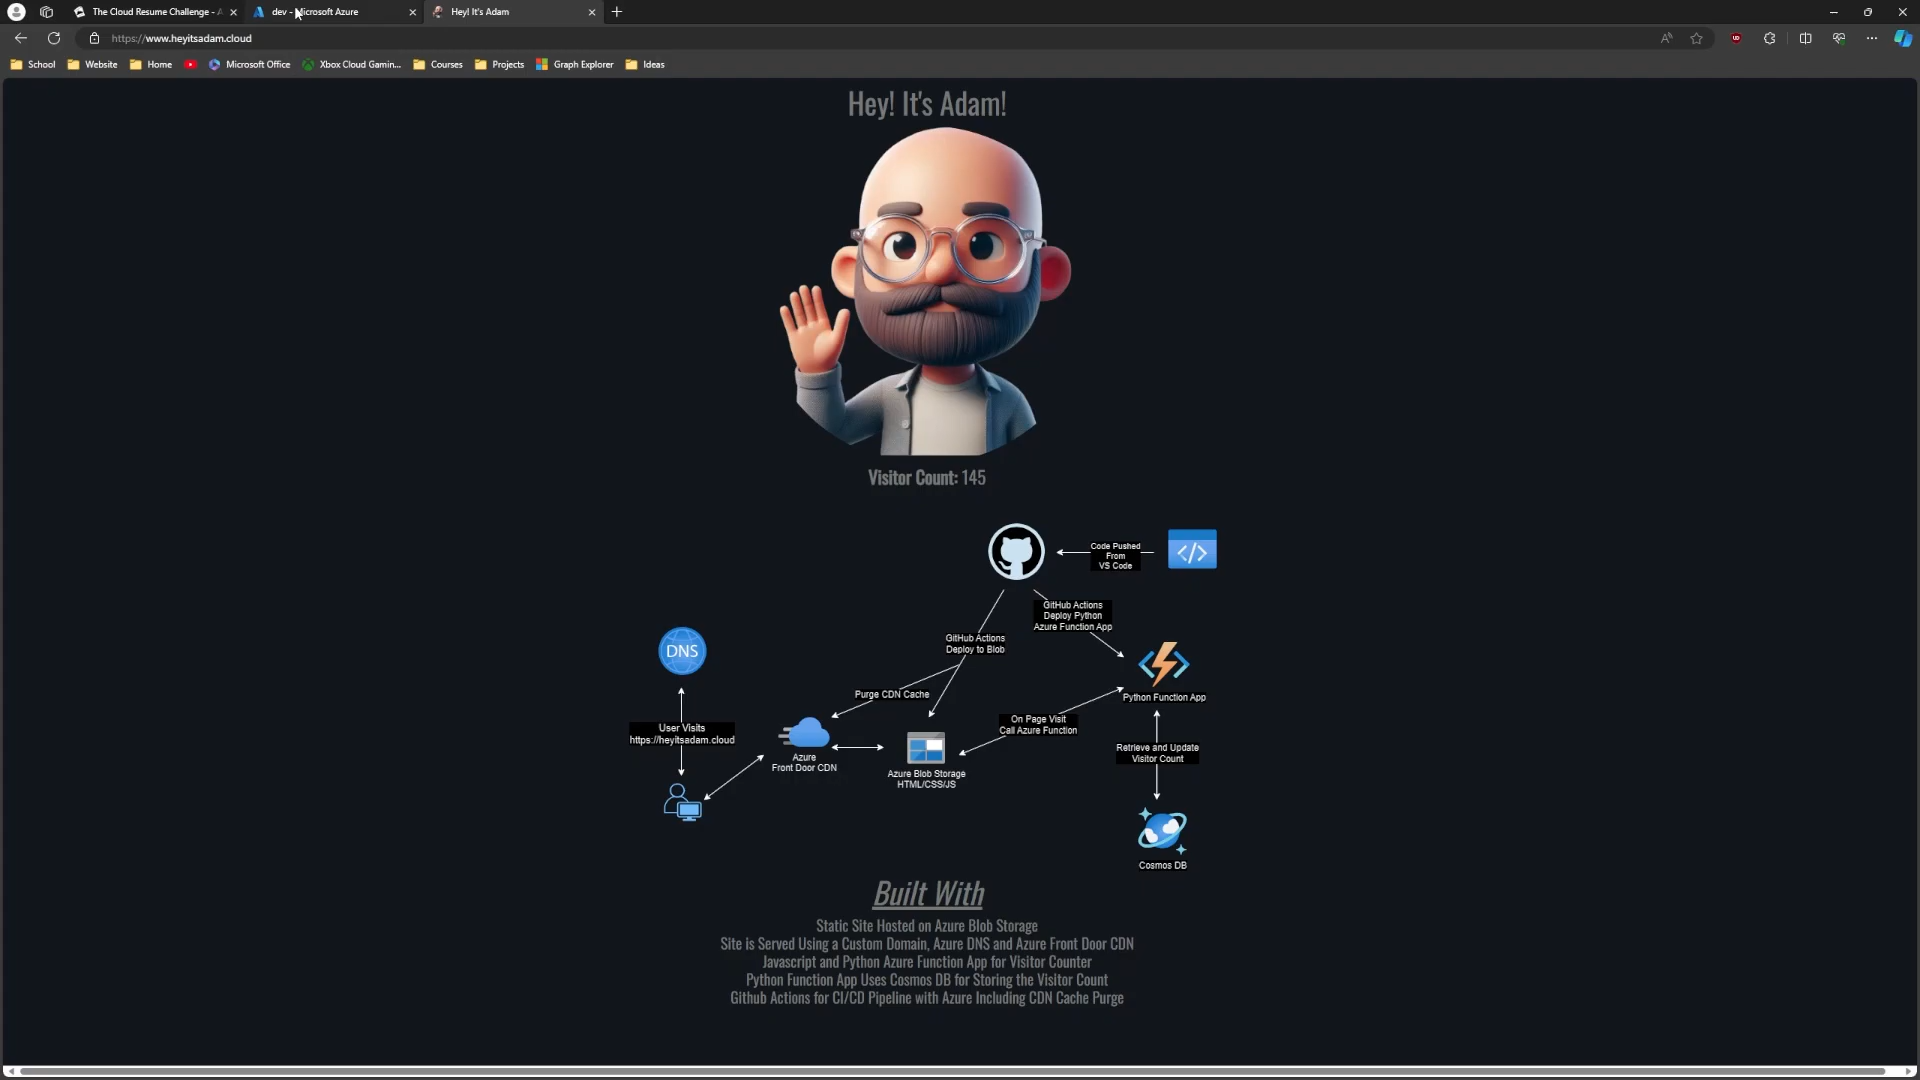 The Cloud Resume Challenge - A
dev - Microsoft Azure
Hey! It's Adam
https://www.heyitsadam.cloud
School
Website
Home
Microsoft Office
Xbox Cloud Gamin...
Courses
Projects
Graph Explorer
Ideas
Hey! It's Adam!
Visitor Count: 145
Code Pushed
From
VS Code
GitHub Actions
Deploy Python
Azure Function App
GitHub Actions
Deploy to Blob
DNS
Purge CDN Cache
Python Function App
On Page Visit
Call Azure Function
User Visits
https://heyitsadam.cloud
Retrieve and Update
Visitor Count
Azure
Front Door CDN
Azure Blob Storage
HTML/CSS/JS
Cosmos DB
Built With
Static Site Hosted on Azure Blob Storage
Site is Served Using a Custom Domain, Azure DNS and Azure Front Door CDN
Javascript and Python Azure Function App for Visitor Counter
Python Function App Uses Cosmos DB for Storing the Visitor Count
Github Actions for CI/CD Pipeline with Azure Including CDN Cache Purge